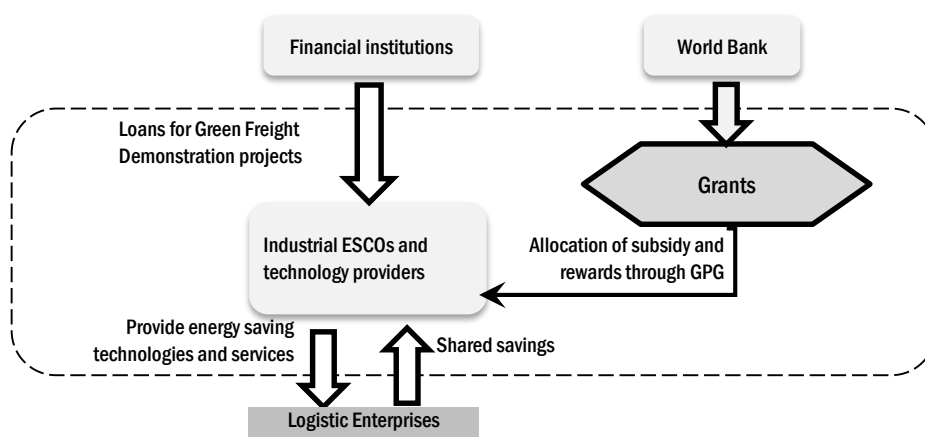 Financial institutions
World Bank
Loans for Green Freight
Demonstration projects
Grants
Industrial ESCOs and
technology providers
Allocation of subsidy and
rewards through GPG
Provide energy saving
technologies and services
Shared savings
Logistic Enterprises